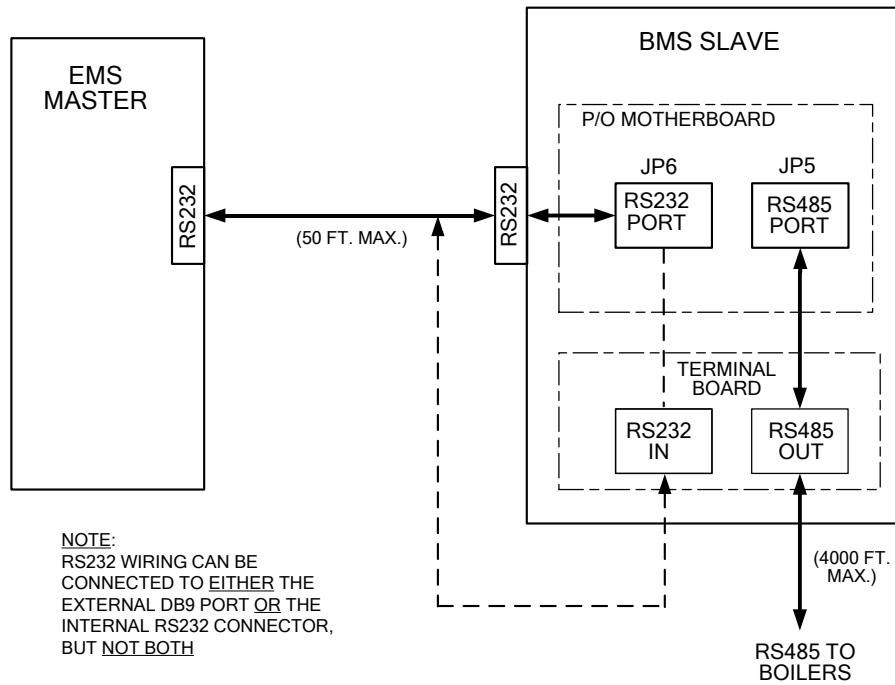 EMS
MASTER
RS232
(50 FT. MAX.)
RS232
BMS SLAVE
P/O MOTHERBOARD
JP6
JP5
RS232
PORT
RS485
PORT
TERMINAL
BOARD
RS232
IN
RS485
OUT
(4000 FT.
MAX.)
RS485 TO
BOILERS
NOTE:
RS232 WIRING CAN BE
CONNECTED TO EITHER THE
EXTERNAL DB9 PORT OR THE
INTERNAL RS232 CONNECTOR,
BUT NOT BOTH